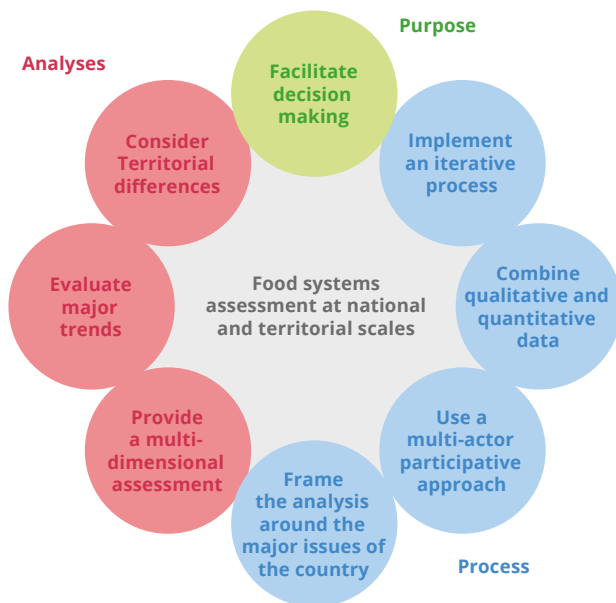 Purpose
Analyses
Facilitate
decision
making
Consider
Territorial
differences
Implement
an iterative
process
Evaluate
major
trends
Food systems
assessment at national
and territorial scales
Combine
qualitative and
quantitative
data
Provide
a multi-
dimensional
assessment
Use a
multi-actor
participative
approach
Frame
the analysis
around the
major issues of
the country
Process